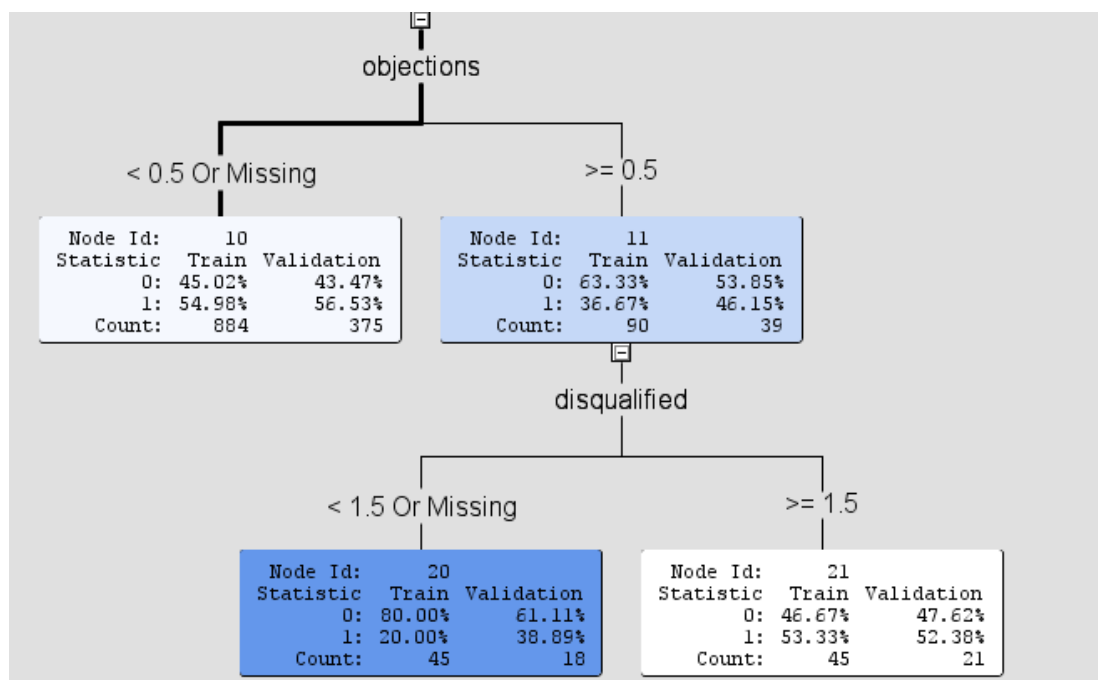 objections
< 0.5 Or Missing
>= 0.5
Node Id: 10
Statistic Train Validation
0: 45.02% 43.47%
1: 54.98% 56.53%
Count: 884 375
Node Id: 11
Statistic Train Validation
0: 63.33% 53.85%
1: 36.67% 46.15%
Count: 90 39
disqualified
< 1.5 Or Missing
>= 1.5
Node Id: 20
Statistic Train Validation
0: 80.00% 61.11%
1: 20.00% 38.89%
Count: 45 18
Node Id: 21
Statistic Train Validation
0: 46.67% 47.62%
1: 53.33% 52.38%
Count: 45 21